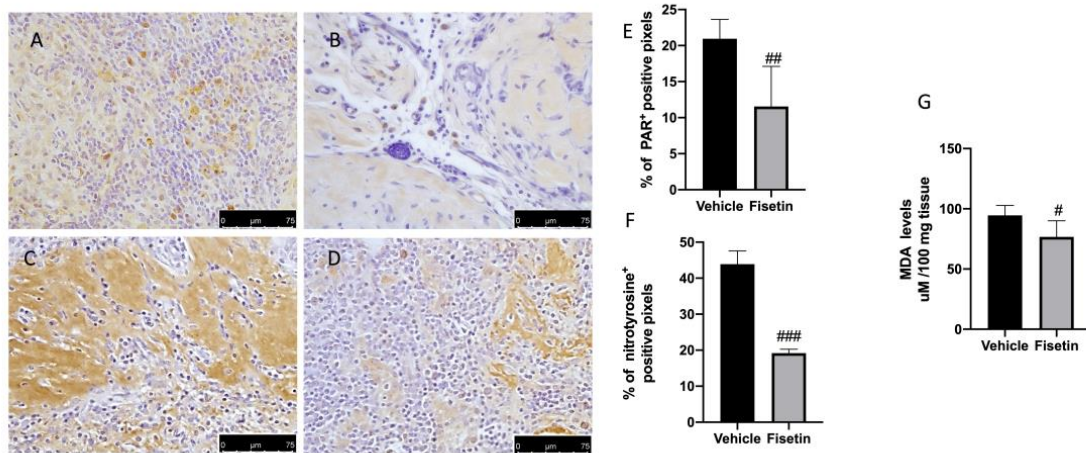 A
B
0 µm 75
0 µm 75
C
D
0 µm 75
0 µm 75
E
% of PAR⁺ positive pixels
25
20
15
10
5
0
##
Vehicle Fisetin
F
% of nitrotyrosine⁺
positive pixels
50
40
30
20
10
0
###
Vehicle Fisetin
G
MDA levels
uM /100 mg tissue
150
100
50
0
#
Vehicle Fisetin